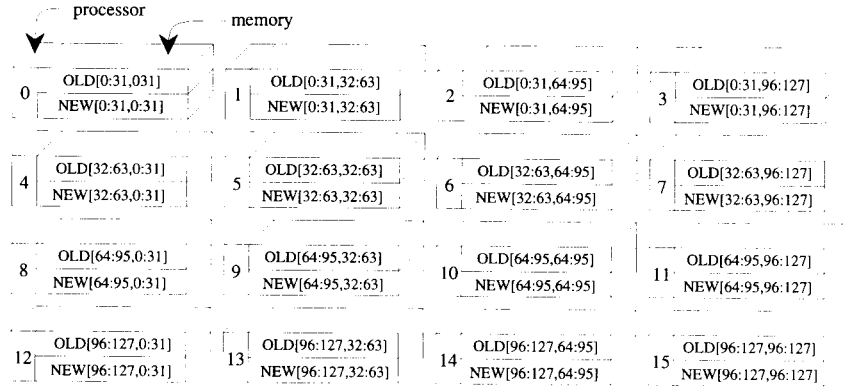 processor
memory
0
OLD[0:31,031]
NEW[0:31,0:31]
1
OLD[0:31,32:63]
NEW[0:31,32:63]
2
OLD[0:31,64:95]
NEW[0:31,64:95]
3
OLD[0:31,96:127]
NEW[0:31,96:127]
4
OLD[32:63,0:31]
NEW[32:63,0:31]
5
OLD[32:63,32:63]
NEW[32:63,32:63]
6
OLD[32:63,64:95]
NEW[32:63,64:95]
7
OLD[32:63,96:127]
NEW[32:63,96:127]
8
OLD[64:95,0:31]
NEW[64:95,0:31]
9
OLD[64:95,32:63]
NEW[64:95,32:63]
10
OLD[64:95,64:95]
NEW[64:95,64:95]
11
OLD[64:95,96:127]
NEW[64:95,96:127]
12
OLD[96:127,0:31]
NEW[96:127,0:31]
13
OLD[96:127,32:63]
NEW[96:127,32:63]
14
OLD[96:127,64:95]
NEW[96:127,64:95]
15
OLD[96:127,96:127]
NEW[96:127,96:127]